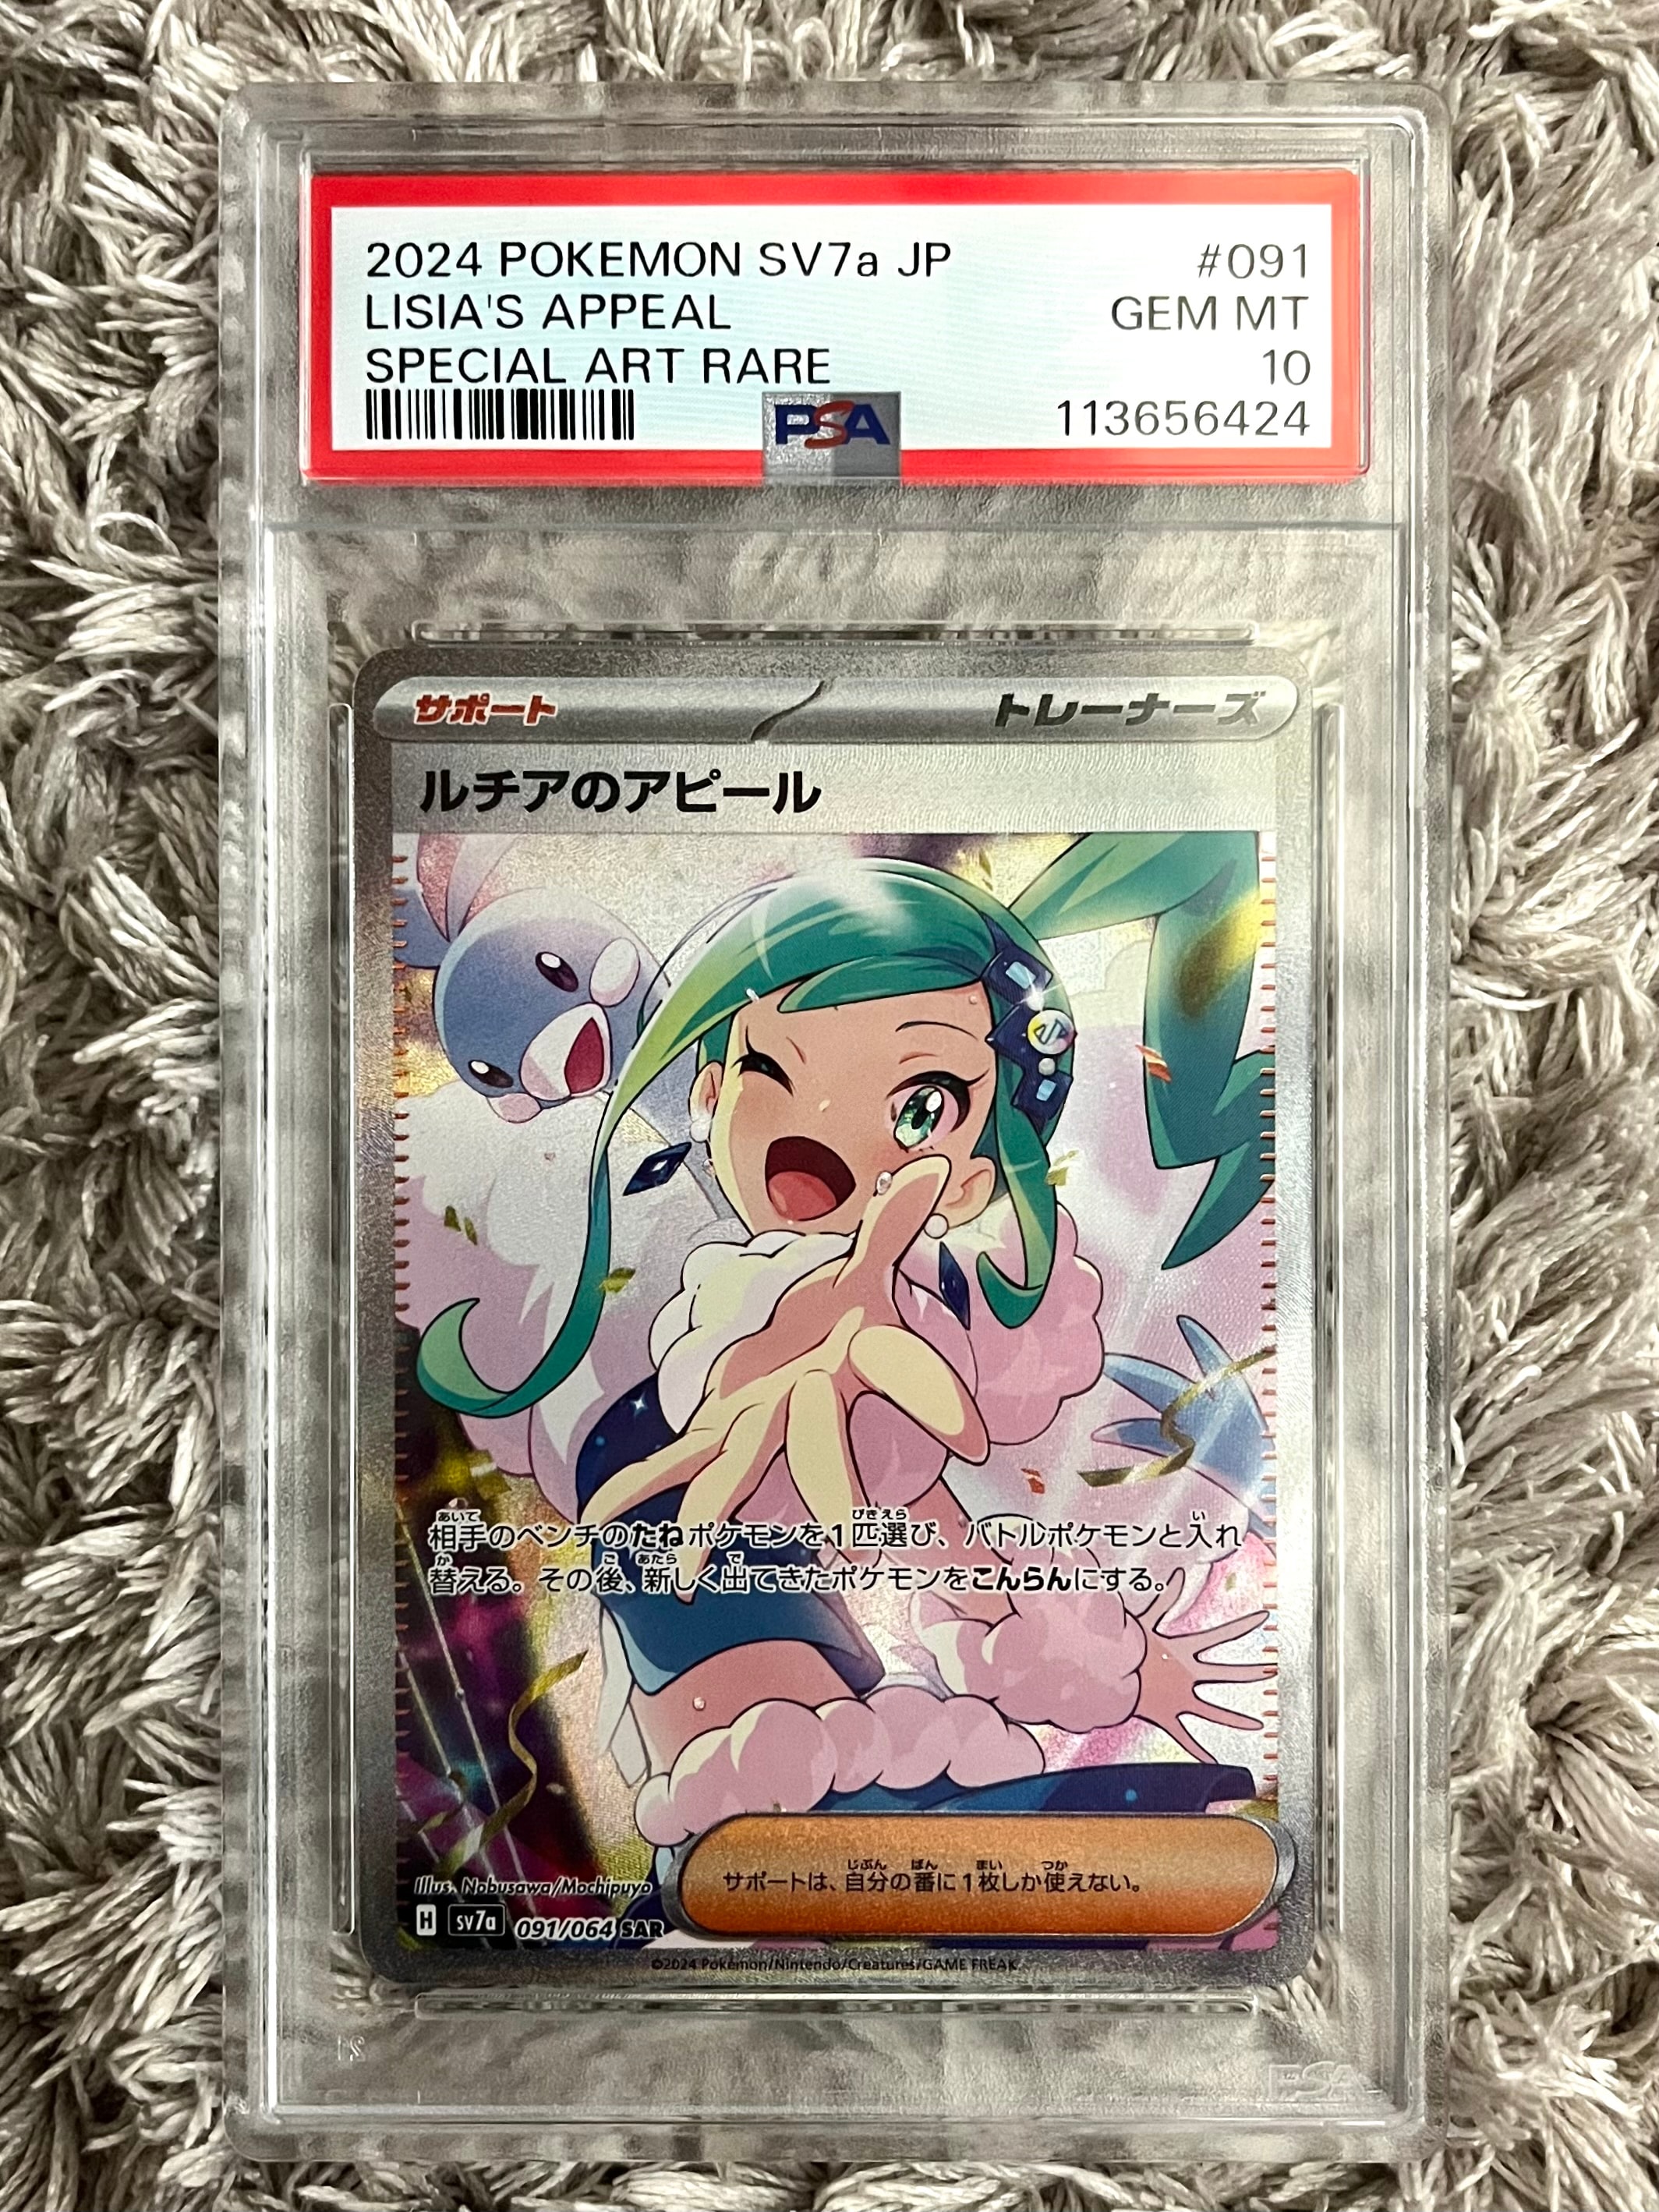 2024 POKEMON SV7a JP #091
LISIA'S APPEAL GEM MT
SPECIAL ART RARE 10
PSA 113656424
サポート トレーナーズ
ルチアのアピール
相手のベンチのたねポケモンを1匹選び、バトルポケモンと入れ
替える。その後、新しく出てきたポケモンをこんらんにする。
サポートは、自分の番に1枚しか使えない。
Illus. Nobusawa/Mochipuyo
H sv7a 091/064 SAR
©2024 Pokémon/Nintendo/Creatures/GAME FREAK
PSA